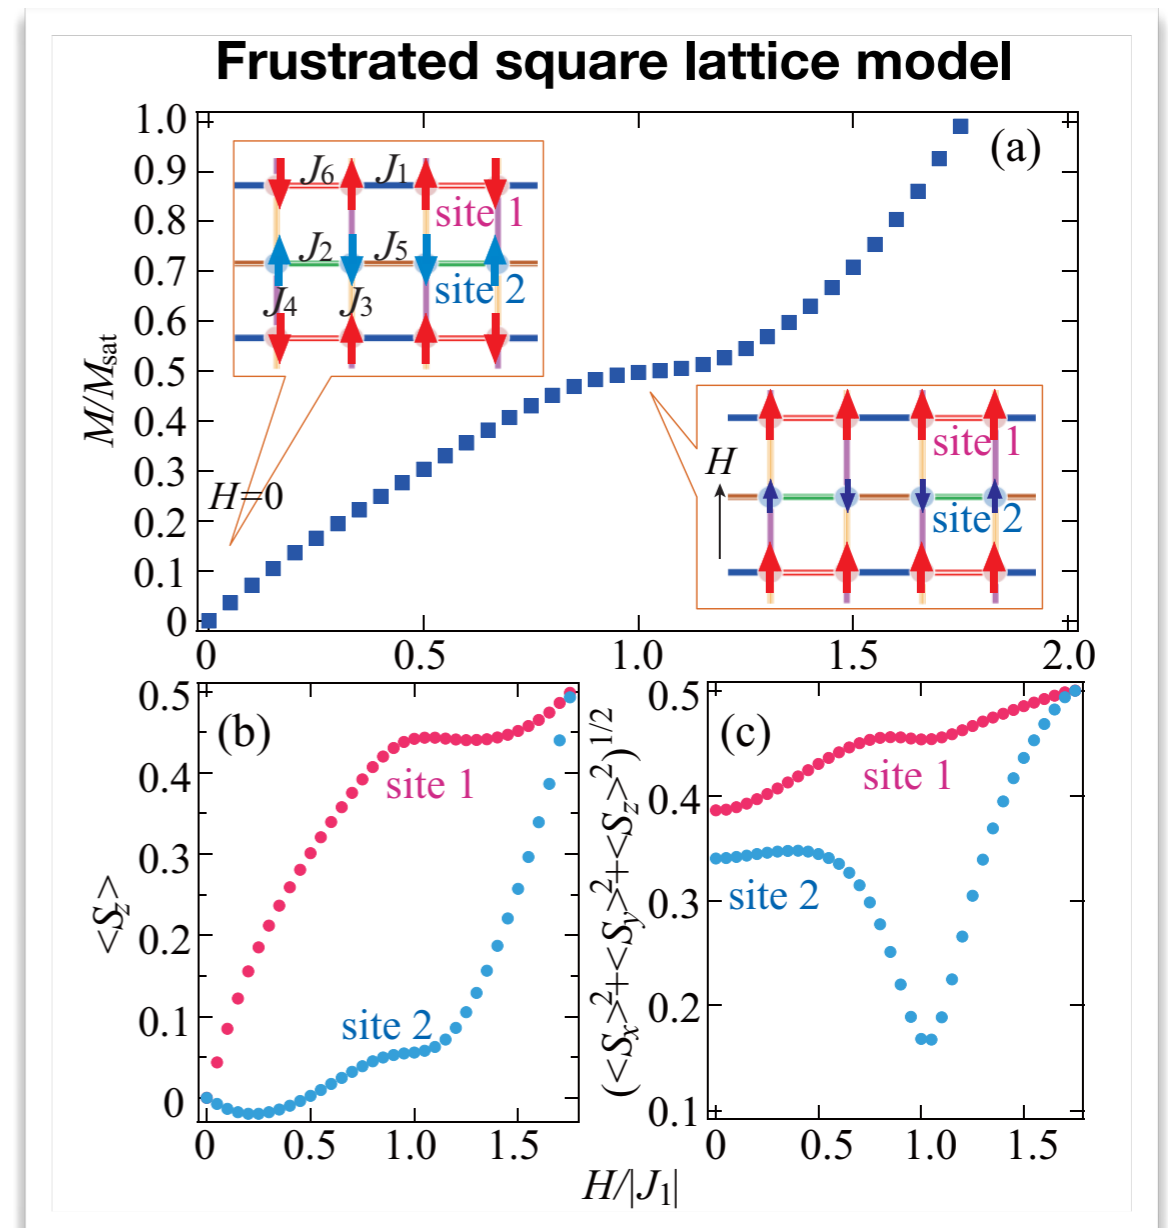 Frustrated square lattice model
(a)
M/M_sat
1.0
0.9
0.8
0.7
0.6
0.5
0.4
0.3
0.2
0.1
0
J6 J1
site 1
J2 J5
site 2
J4 J3
H=0
site 1
H
site 2
0 0.5 1.0 1.5 2.0
(b)
<Sz>
0.5
0.4
0.3
0.2
0.1
0
site 1
site 2
0 0.5 1.0 1.5
(c)
(<Sx>²+<Sy>²+<Sz>²)^1/2
0.5
0.4
0.3
0.2
0.1
site 1
site 2
0 0.5 1.0 1.5
H/|J1|